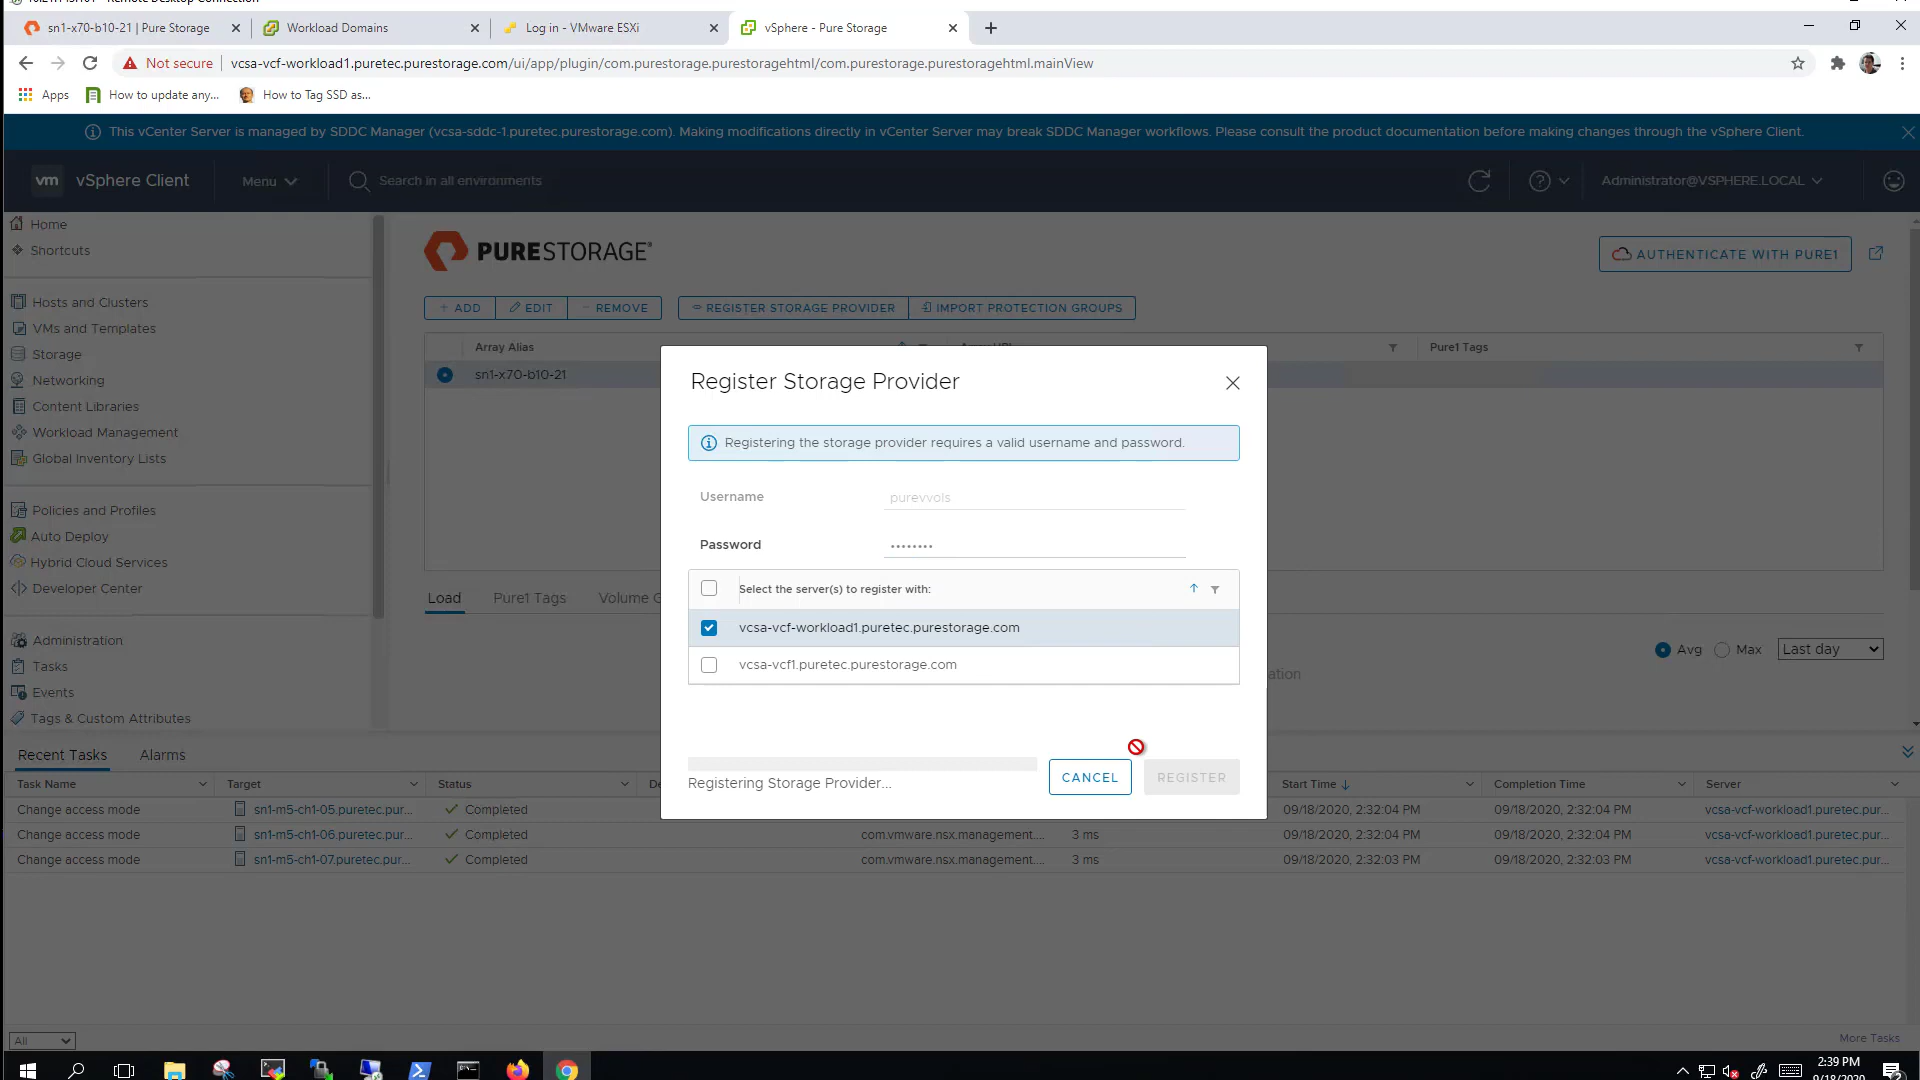 sn1-x70-b10-21 | Pure Storage
Workload Domains
Log in - VMware ESXi
vSphere - Pure Storage
Not secure
vcsa-vcf-workload1.puretec.purestorage.com/ui/app/plugin/com.purestorage.purestoragehtml/com.purestorage.purestoragehtml.mainView
Apps
How to update any...
How to Tag SSD as...
This vCenter Server is managed by SDDC Manager (vcsa-sddc-1.puretec.purestorage.com). Making modifications directly in vCenter Server may break SDDC Manager workflows. Please consult the product documentation before making changes through the vSphere Client.
vm
vSphere Client
Menu
Search in all environments
Administrator@VSPHERE.LOCAL
Home
Shortcuts
Hosts and Clusters
VMs and Templates
Storage
Networking
Content Libraries
Workload Management
Global Inventory Lists
Policies and Profiles
Auto Deploy
Hybrid Cloud Services
Developer Center
Administration
Tasks
Events
Tags & Custom Attributes
PURESTORAGE®
AUTHENTICATE WITH PURE1
+ ADD
EDIT
− REMOVE
REGISTER STORAGE PROVIDER
IMPORT PROTECTION GROUPS
Array Alias
Pure1 Tags
sn1-x70-b10-21
Load
Pure1 Tags
Volume G
Avg
Max
Last day
ation
Register Storage Provider
Registering the storage provider requires a valid username and password.
Username
purevvols
Password
••••••••
Select the server(s) to register with:
vcsa-vcf-workload1.puretec.purestorage.com
vcsa-vcf1.puretec.purestorage.com
Registering Storage Provider...
CANCEL
REGISTER
Recent Tasks
Alarms
Task Name
Target
Status
De
Start Time
Completion Time
Server
Change access mode
sn1-m5-ch1-05.puretec.pur...
Completed
09/18/2020, 2:32:04 PM
09/18/2020, 2:32:04 PM
vcsa-vcf-workload1.puretec.pur...
Change access mode
sn1-m5-ch1-06.puretec.pur...
Completed
com.vmware.nsx.management....
3 ms
09/18/2020, 2:32:04 PM
09/18/2020, 2:32:04 PM
vcsa-vcf-workload1.puretec.pur...
Change access mode
sn1-m5-ch1-07.puretec.pur...
Completed
com.vmware.nsx.management....
3 ms
09/18/2020, 2:32:03 PM
09/18/2020, 2:32:03 PM
vcsa-vcf-workload1.puretec.pur...
All
More Tasks
2:39 PM
9/18/2020